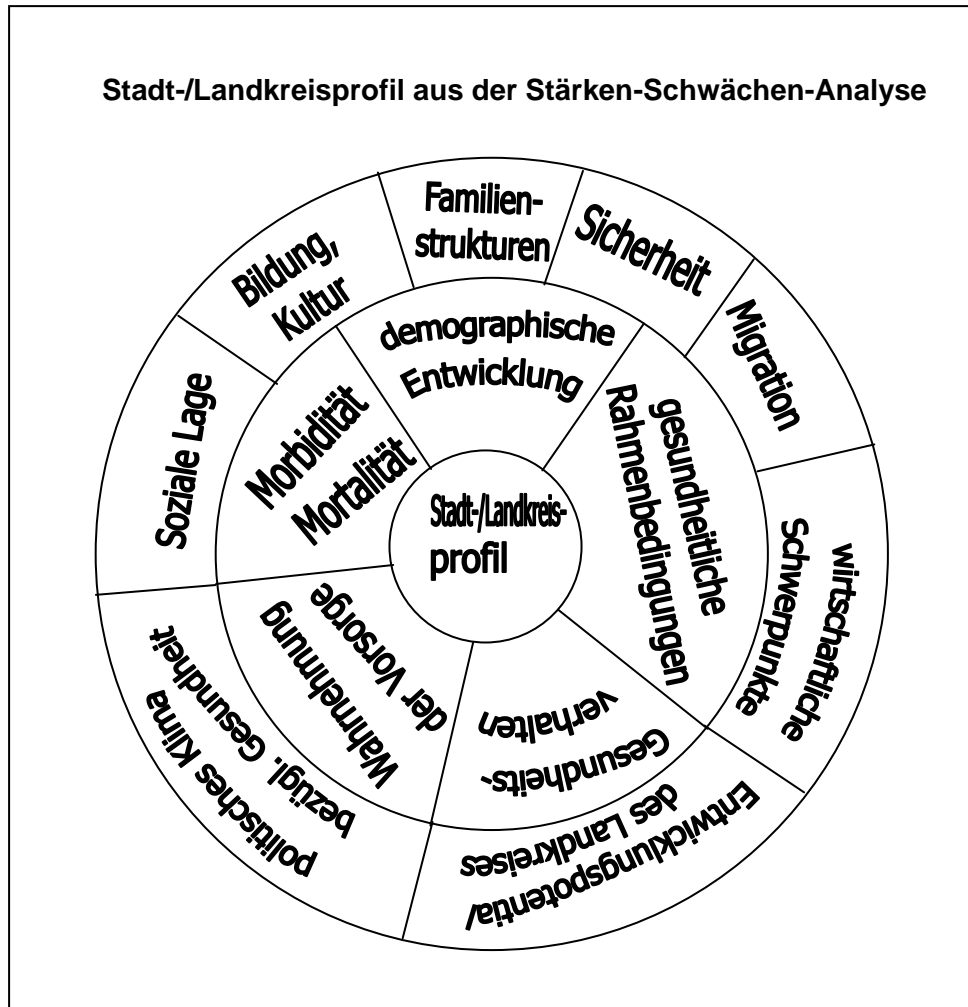 Stadt-/Landkreisprofil aus der Stärken-Schwächen-Analyse
Familien-
strukturen
Sicherheit
Migration
wirtschaftliche
Schwerpunkte
Entwicklungspotential
des Landkreises
politisches Klima
bezügl. Gesundheit
Soziale Lage
Bildung,
Kultur
demographische
Entwicklung
gesundheitliche
Rahmenbedingungen
Gesundheits-
verhalten
Wahrnehmung
der Vorsorge
Morbidität
Mortalität
Stadt-/Landkreis-
profil